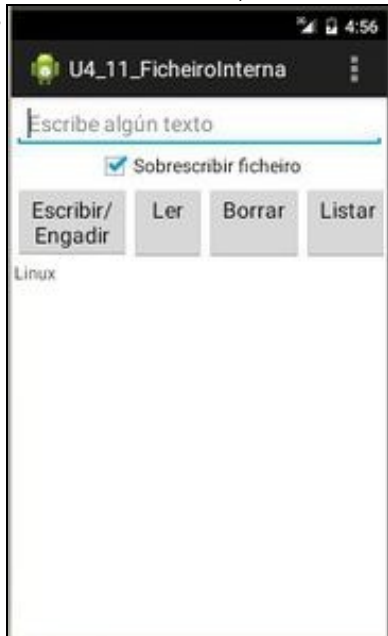 4:56
U4_11_FicheiroInterna
Escribe algún texto
Sobrescribir ficheiro
Escribir/
Engadir
Ler
Borrar
Listar
Linux